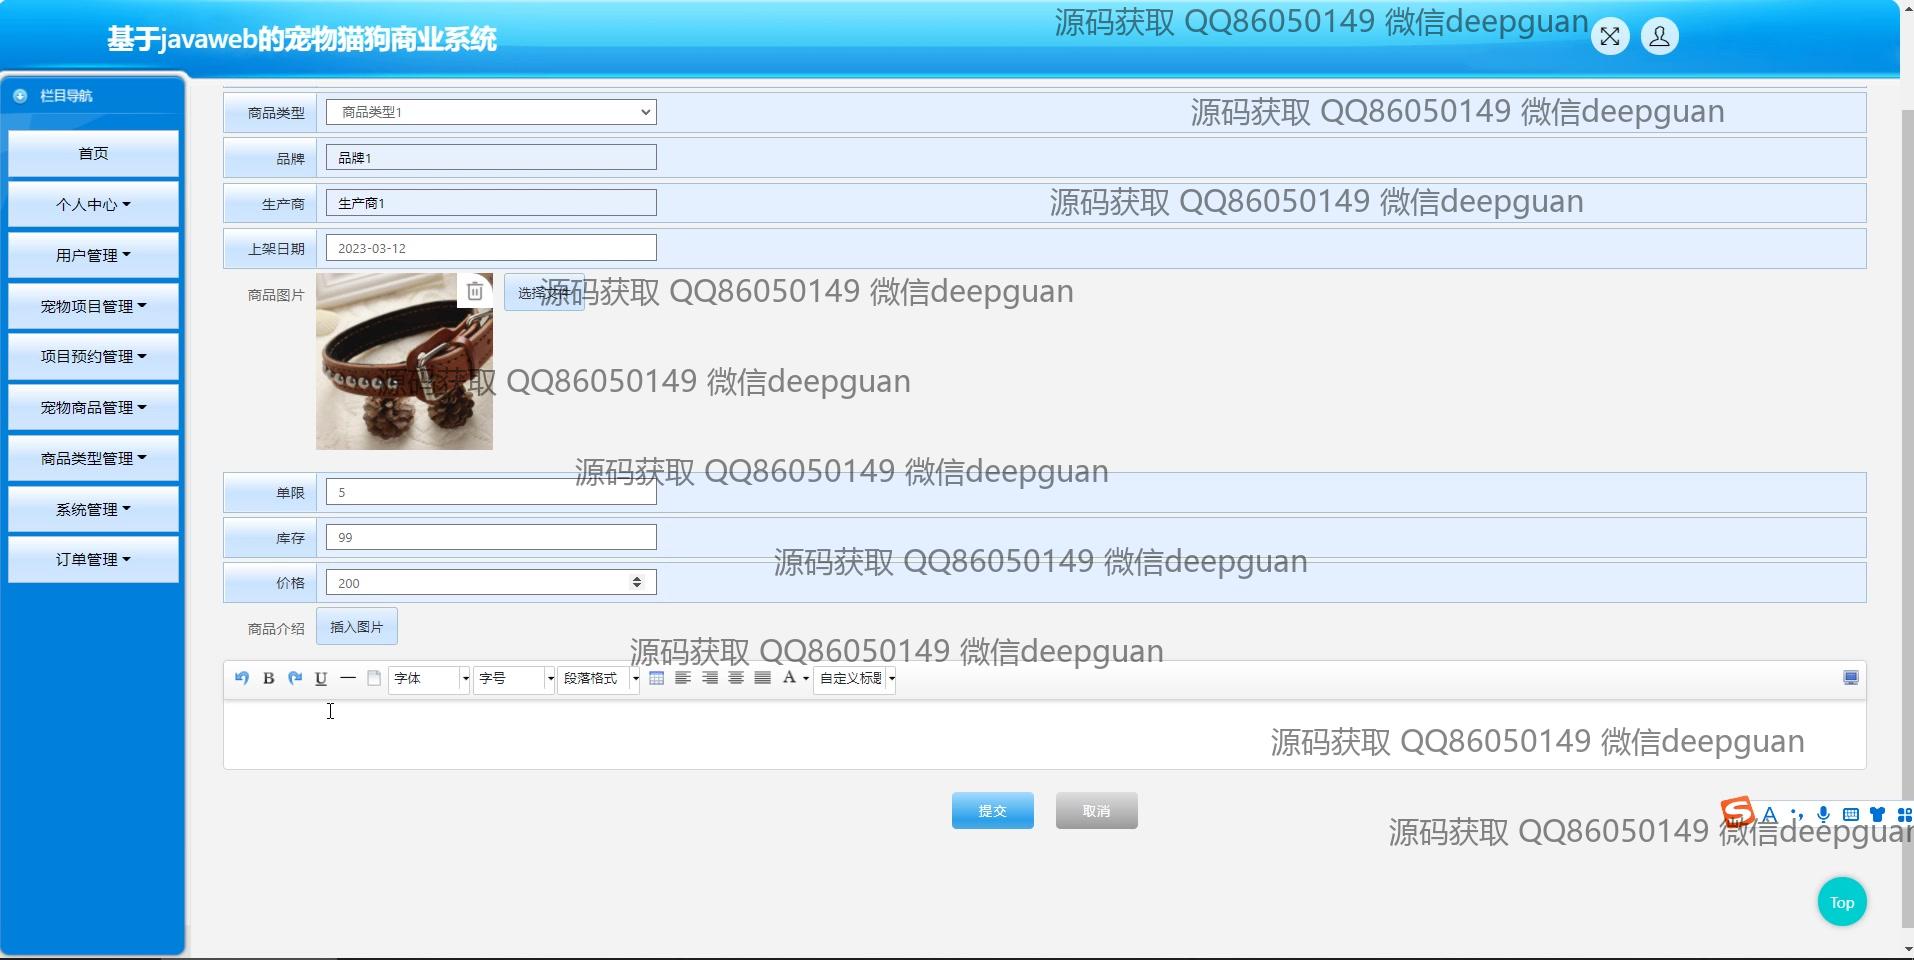 基于javaweb的宠物猫狗商业系统
源码获取 QQ86050149 微信deepguan
栏目导航
首页
个人中心
用户管理
宠物项目管理
项目预约管理
宠物商品管理
商品类型管理
系统管理
订单管理
商品类型 商品类型1
源码获取 QQ86050149 微信deepguan
品牌 品牌1
生产商 生产商1
源码获取 QQ86050149 微信deepguan
上架日期 2023-03-12
商品图片 选择文件
源码获取 QQ86050149 微信deepguan
源码获取 QQ86050149 微信deepguan
源码获取 QQ86050149 微信deepguan
单限 5
库存 99
源码获取 QQ86050149 微信deepguan
价格 200
商品介绍 插入图片
源码获取 QQ86050149 微信deepguan
B U 字体 字号 段落格式 A 自定义标题
源码获取 QQ86050149 微信deepguan
提交 取消
S A
源码获取 QQ86050149 微信deepguan
Top